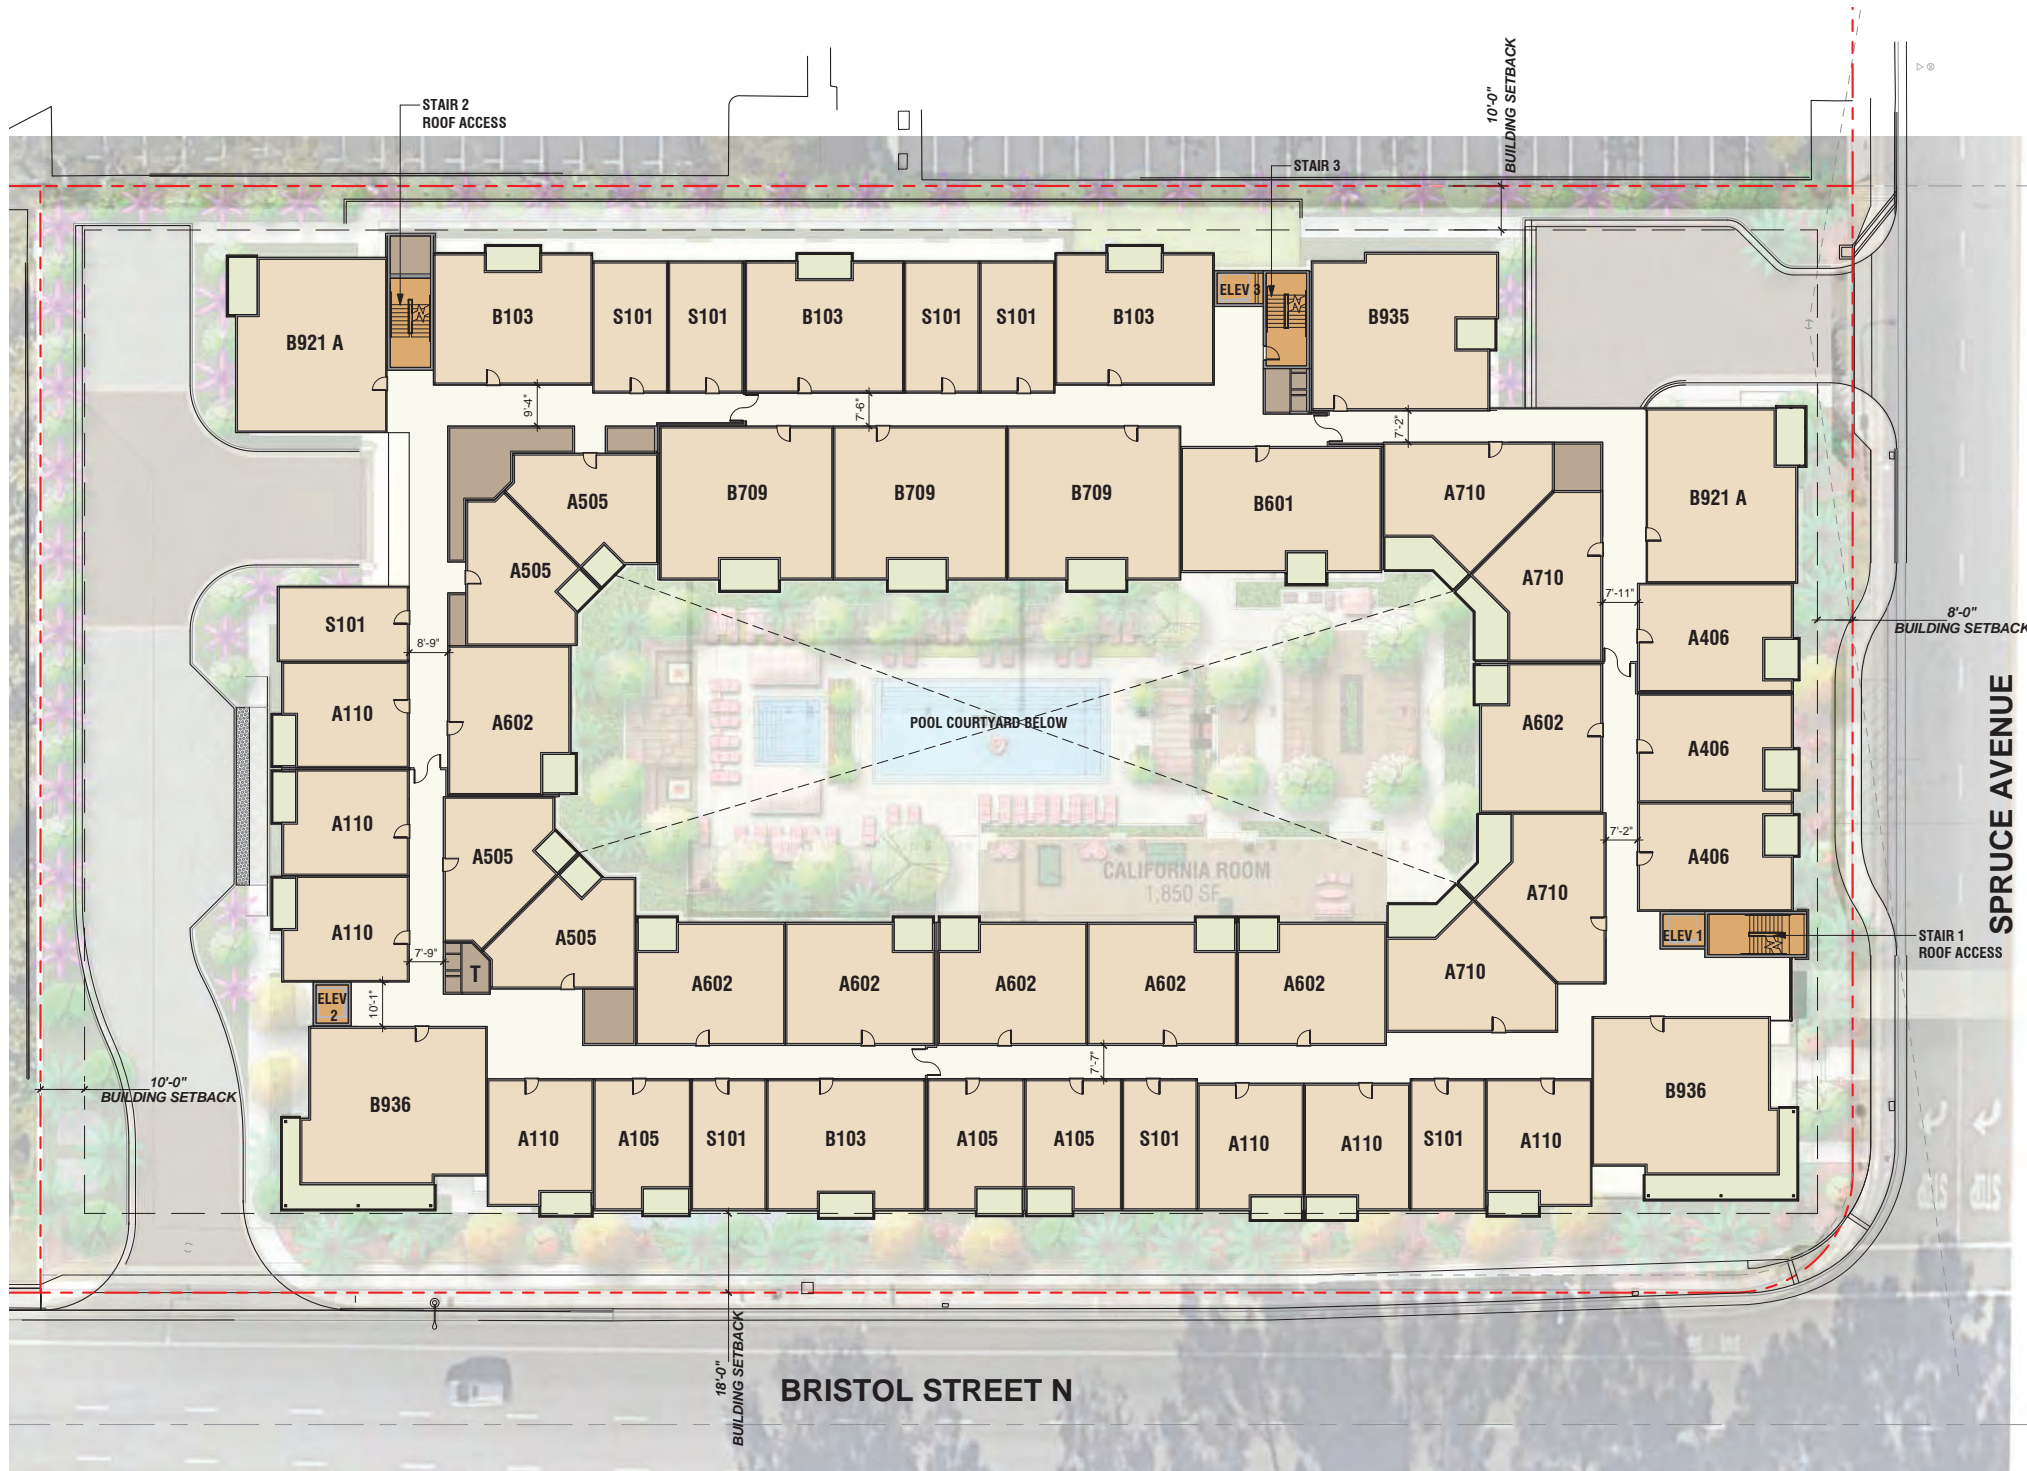 10'-0"
BUILDING SETBACK
STAIR 2
ROOF ACCESS
STAIR 3
B921 A
B103
S101
S101
B103
S101
S101
B103
ELEV 3
B935
9'-4"
7'-6"
7'-2"
A505
B709
B709
B709
B601
A710
B921 A
A505
A710
7'-11"
8'-0"
BUILDING SETBACK
S101
8'-9"
A406
A110
A602
POOL COURTYARD BELOW
A602
A406
SPRUCE AVENUE
A110
A505
7'-2"
A406
CALIFORNIA ROOM
1,850 SF
A710
A110
A505
7'-9"
T
ELEV 1
STAIR 1
ROOF ACCESS
A602
A602
A602
A602
A602
A710
ELEV
2
10'-1"
7'-7"
10'-0"
BUILDING SETBACK
B936
A110
A105
S101
B103
A105
A105
S101
A110
A110
S101
A110
B936
STOP
STOP
18'-0"
BUILDING SETBACK
BRISTOL STREET N